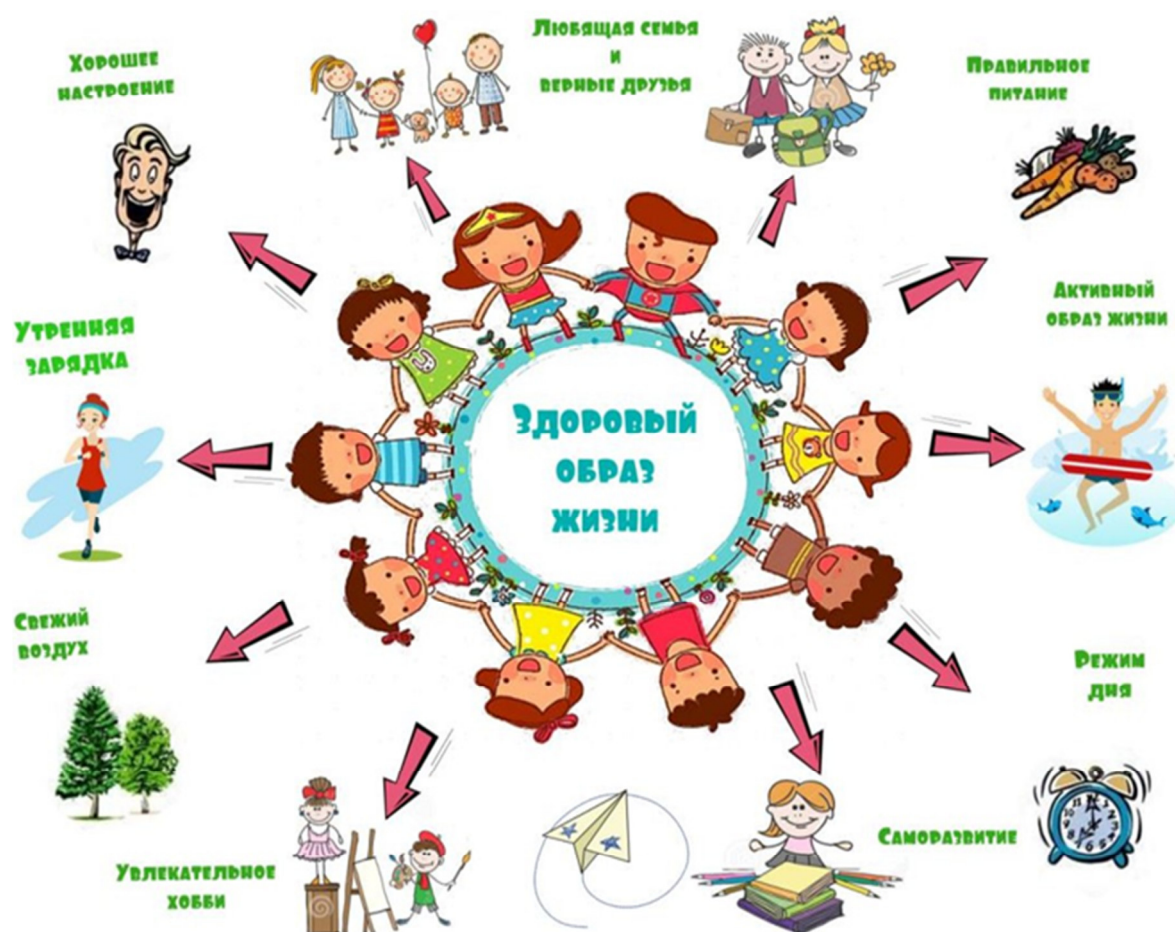 Хорошее
настроение
Любящая семья
и
верные друзья
Правильное
питание
Активный
образ жизни
Утренняя
зарядка
Здоровый
образ
жизни
Свежий
воздух
Режим
дня
Саморазвитие
Увлекательное
хобби